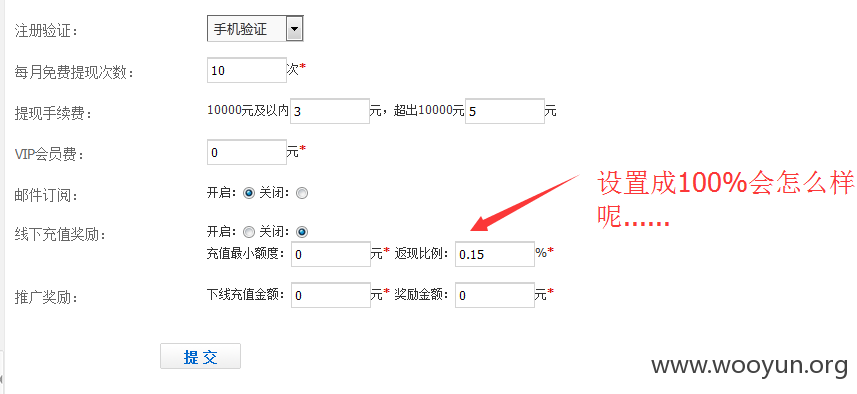 注册验证： 手机验证
每月免费提现次数： 10 次*
提现手续费： 10000元及以内 3 元，超出10000元 5 元
VIP会员费： 0 元*
邮件订阅： 开启： 关闭：
线下充值奖励： 开启： 关闭：
充值最小额度： 0 元* 返现比例： 0.15 %*
设置成100%会怎么样
呢......
推广奖励： 下线充值金额： 0 元* 奖励金额： 0 元*
提 交
www.wooyun.org